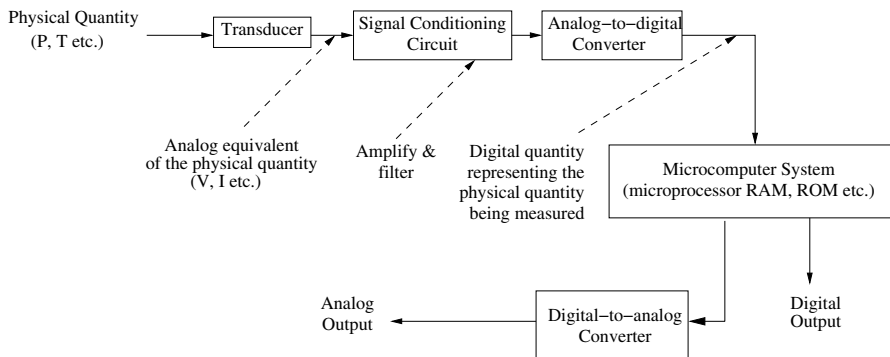 Physical Quantity
(P, T etc.)
Transducer
Signal Conditioning
Circuit
Analog−to−digital
Converter
Analog equivalent
of the physical quantity
(V, I etc.)
Amplify &
filter
Digital quantity
representing the
physical quantity
being measured
Microcomputer System
(microprocessor RAM, ROM etc.)
Analog
Output
Digital−to−analog
Converter
Digital
Output